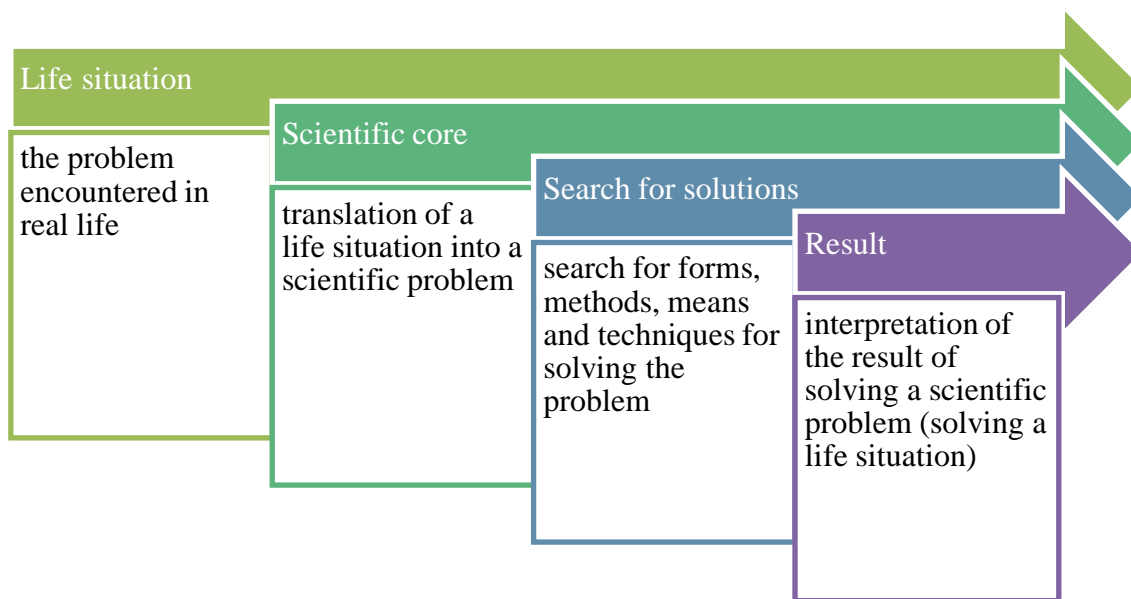 Life situation
the problem
encountered in
real life
Scientific core
translation of a
life situation into a
scientific problem
Search for solutions
search for forms,
methods, means
and techniques for
solving the
problem
Result
interpretation of
the result of
solving a scientific
problem (solving a
life situation)